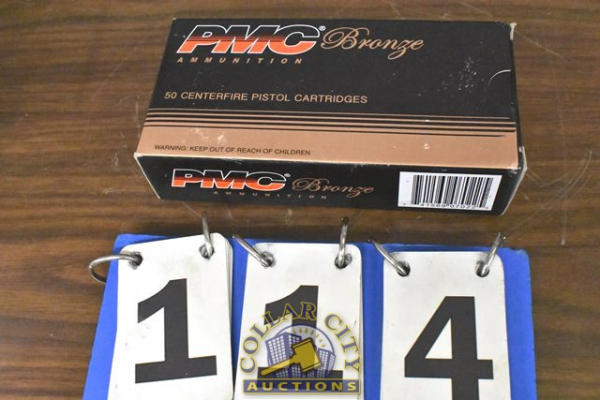 PMC® Bronze
AMMUNITION
50 CENTERFIRE PISTOL CARTRIDGES
WARNING: KEEP OUT OF REACH OF CHILDREN.
PMC® Bronze
AMMUNITION
1 1 4
COLLAR CITY
AUCTIONS